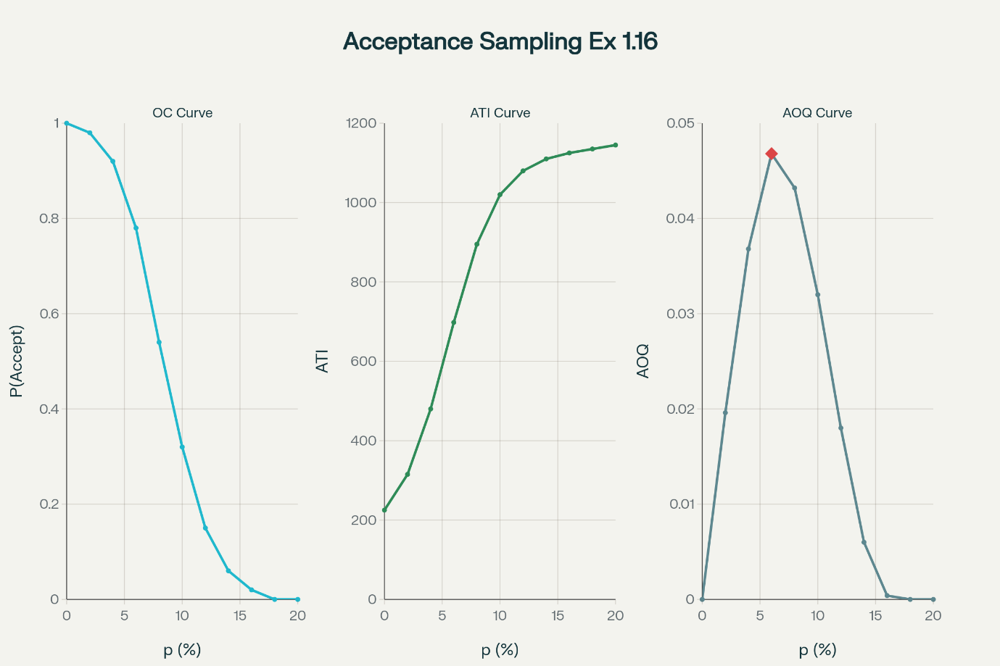 Acceptance Sampling Ex 1.16
OC Curve
P(Accept)
1
0.8
0.6
0.4
0.2
0
0 5 10 15 20
p (%)
ATI Curve
ATI
1200
1000
800
600
400
200
0
0 5 10 15 20
p (%)
AOQ Curve
AOQ
0.05
0.04
0.03
0.02
0.01
0
0 5 10 15 20
p (%)